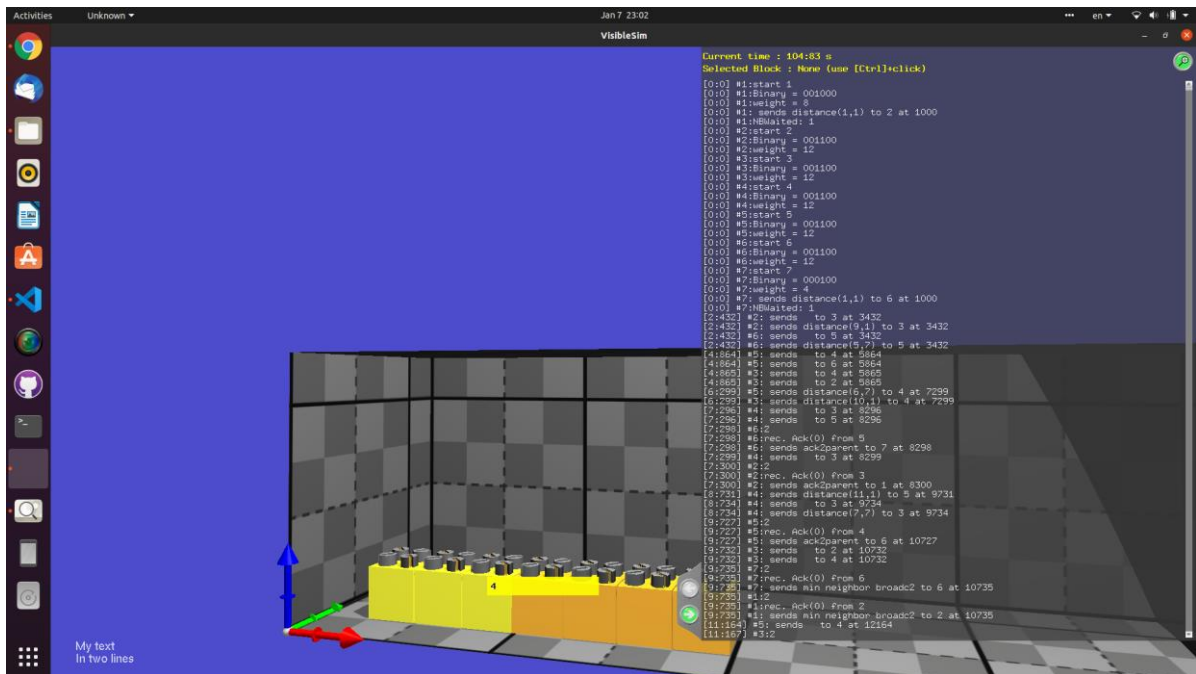 Activities Unknown Jan 7 23:02 en
VisibleSim
Current time : 104:83 s
Selected Block : None (use [Ctrl]+click)
[0:0] #1:start 1
[0:0] #1:Binary = 001000
[0:0] #1:weight = 8
[0:0] #1: sends distance(1,1) to 2 at 1000
[0:0] #1:NBWaited: 1
[0:0] #2:start 2
[0:0] #2:Binary = 001100
[0:0] #2:weight = 12
[0:0] #3:start 3
[0:0] #3:Binary = 001100
[0:0] #3:weight = 12
[0:0] #4:start 4
[0:0] #4:Binary = 001100
[0:0] #4:weight = 12
[0:0] #5:start 5
[0:0] #5:Binary = 001100
[0:0] #5:weight = 12
[0:0] #6:start 6
[0:0] #6:Binary = 001100
[0:0] #6:weight = 12
[0:0] #7:start 7
[0:0] #7:Binary = 000100
[0:0] #7:weight = 4
[0:0] #7: sends distance(1,1) to 6 at 1000
[0:0] #7:NBWaited: 1
[2:432] #2: sends to 3 at 3432
[2:432] #2: sends distance(9,1) to 3 at 3432
[2:432] #6: sends to 5 at 3432
[2:432] #6: sends distance(5,7) to 5 at 3432
[4:864] #5: sends to 4 at 5864
[4:864] #5: sends to 6 at 5864
[4:865] #3: sends to 4 at 5865
[4:865] #3: sends to 2 at 5865
[6:299] #5: sends distance(6,7) to 4 at 7299
[6:299] #3: sends distance(10,1) to 4 at 7299
[7:296] #4: sends to 3 at 8296
[7:296] #4: sends to 5 at 8296
[7:298] #6:2
[7:298] #6:rec. Ack(0) from 5
[7:298] #6: sends ack2parent to 7 at 8298
[7:299] #4: sends to 3 at 8299
[7:300] #2:2
[7:300] #2:rec. Ack(0) from 3
[7:300] #2: sends ack2parent to 1 at 8300
[8:731] #4: sends distance(11,1) to 5 at 9731
[8:734] #4: sends to 3 at 9734
[8:734] #4: sends distance(7,7) to 3 at 9734
[9:727] #5:2
[9:727] #5:rec. Ack(0) from 4
[9:727] #5: sends ack2parent to 6 at 10727
[9:732] #3: sends to 2 at 10732
[9:732] #3: sends to 4 at 10732
[9:735] #7:2
[9:735] #7:rec. Ack(0) from 6
[9:735] #7: sends min neighbor broadc2 to 6 at 10735
[9:735] #1:2
[9:735] #1:rec. Ack(0) from 2
[9:735] #1: sends min neighbor broadc2 to 2 at 10735
[11:164] #5: sends to 4 at 12164
[11:167] #3:2
4
My text
In two lines